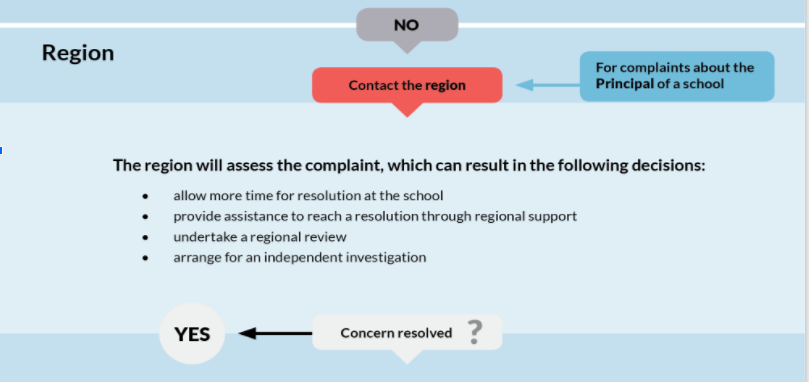 NO
Region
Contact the region
For complaints about the
Principal of a school
The region will assess the complaint, which can result in the following decisions:
• allow more time for resolution at the school
• provide assistance to reach a resolution through regional support
• undertake a regional review
• arrange for an independent investigation
YES
Concern resolved ?